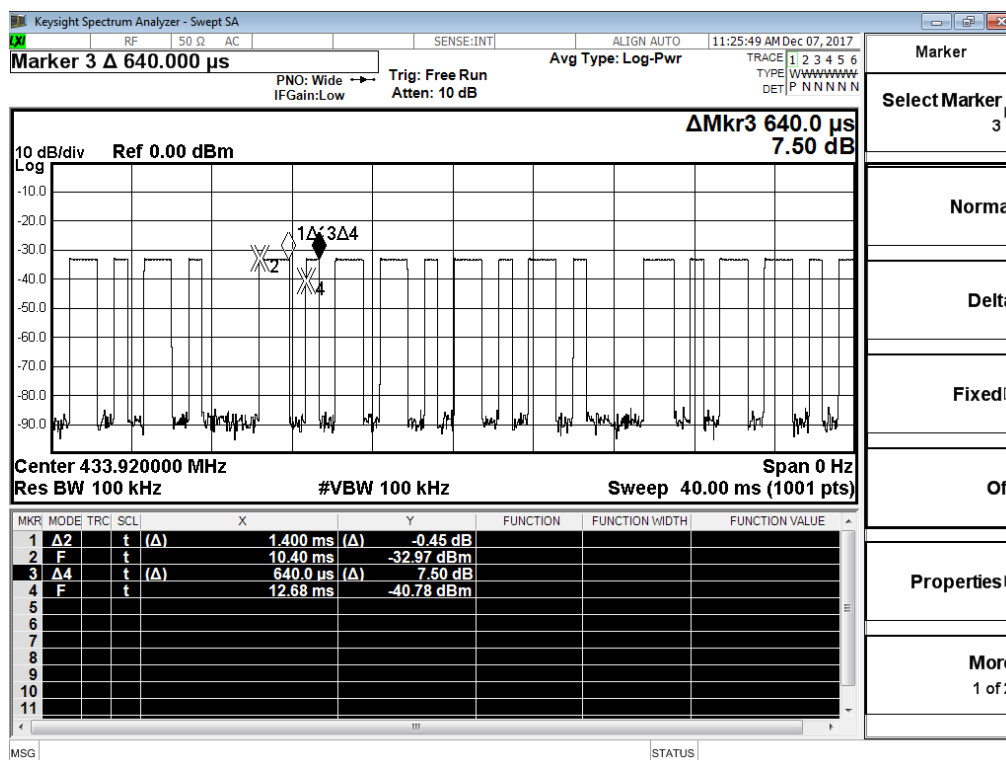 Keysight Spectrum Analyzer - Swept SA
LXI RF 50 Ω AC SENSE:INT ALIGN AUTO 11:25:49 AM Dec 07, 2017
Marker 3 Δ 640.000 µs
PNO: Wide
IFGain:Low
Trig: Free Run
Atten: 10 dB
Avg Type: Log-Pwr
TRACE 1 2 3 4 5 6
TYPE WWWWWW
DET P N N N N N
ΔMkr3 640.0 µs
7.50 dB
10 dB/div Ref 0.00 dBm
Log
-10.0
-20.0
-30.0
-40.0
-50.0
-60.0
-70.0
-80.0
-90.0
2
3Δ4
4
Center 433.920000 MHz
Span 0 Hz
Res BW 100 kHz
#VBW 100 kHz
Sweep 40.00 ms (1001 pts)
MKR MODE TRC SCL X Y FUNCTION FUNCTION WIDTH FUNCTION VALUE
1 Δ2 t (Δ) 1.400 ms (Δ) -0.45 dB
2 F t 10.40 ms -32.97 dBm
3 Δ4 t (Δ) 640.0 µs (Δ) 7.50 dB
4 F t 12.68 ms -40.78 dBm
5
6
7
8
9
10
11
MSG
STATUS
Marker
Select Marker
3
Norma
Delta
Fixed
Of
Properties
More
1 of 2